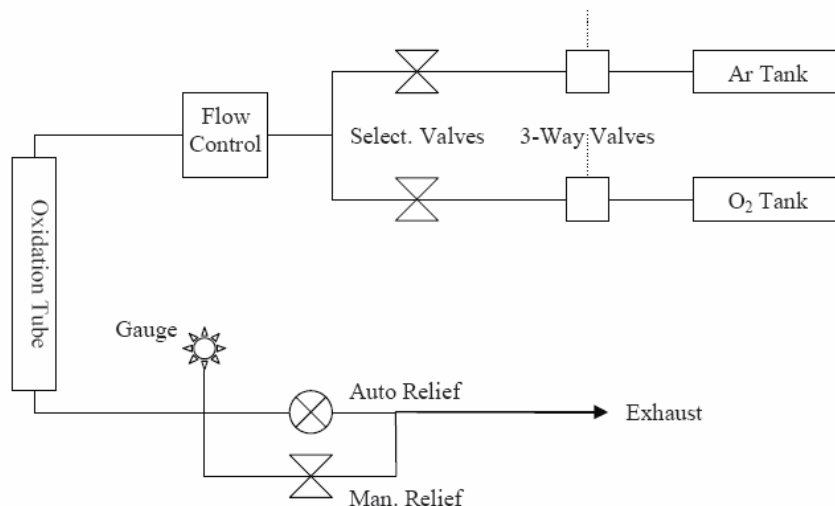 Ar Tank
Flow
Control
Select. Valves
3-Way Valves
O₂ Tank
Oxidation Tube
Gauge
Auto Relief
Exhaust
Man. Relief